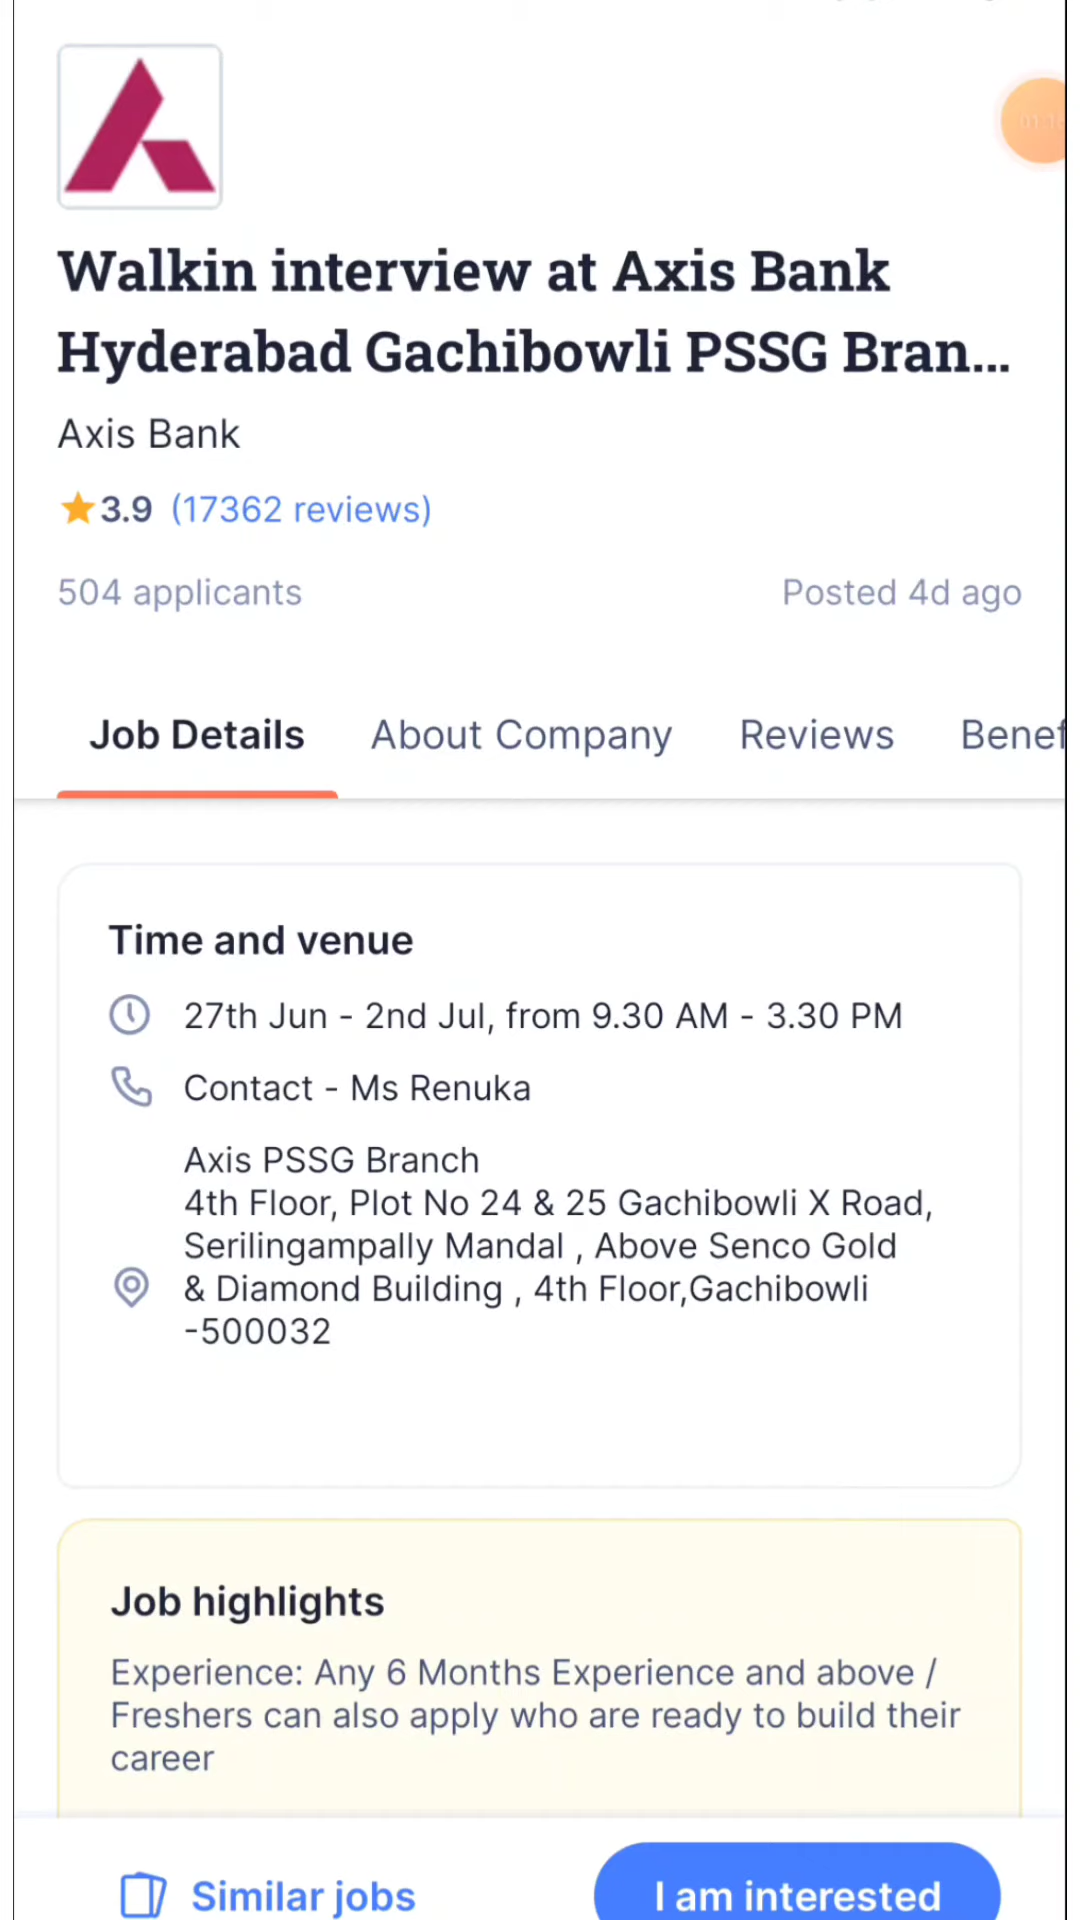 Walkin interview at Axis Bank
Hyderabad Gachibowli PSSG Bran...
Axis Bank
3.9 (17362 reviews)
504 applicants Posted 4d ago
Job Details About Company Reviews Benef
Time and venue
27th Jun - 2nd Jul, from 9.30 AM - 3.30 PM
Contact - Ms Renuka
Axis PSSG Branch
4th Floor, Plot No 24 & 25 Gachibowli X Road,
Serilingampally Mandal , Above Senco Gold
& Diamond Building , 4th Floor,Gachibowli
-500032
Job highlights
Experience: Any 6 Months Experience and above /
Freshers can also apply who are ready to build their
career
Similar jobs I am interested